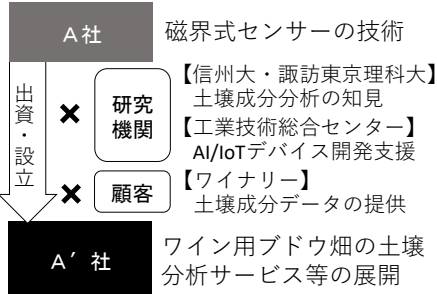 A社
磁界式センサーの技術
出資・設立
×
研究
機関
【信州大・諏訪東京理科大】
土壌成分分析の知見
【工業技術総合センター】
AI/IoTデバイス開発支援
×
顧客
【ワイナリー】
土壌成分データの提供
A′社
ワイン用ブドウ畑の土壌
分析サービス等の展開